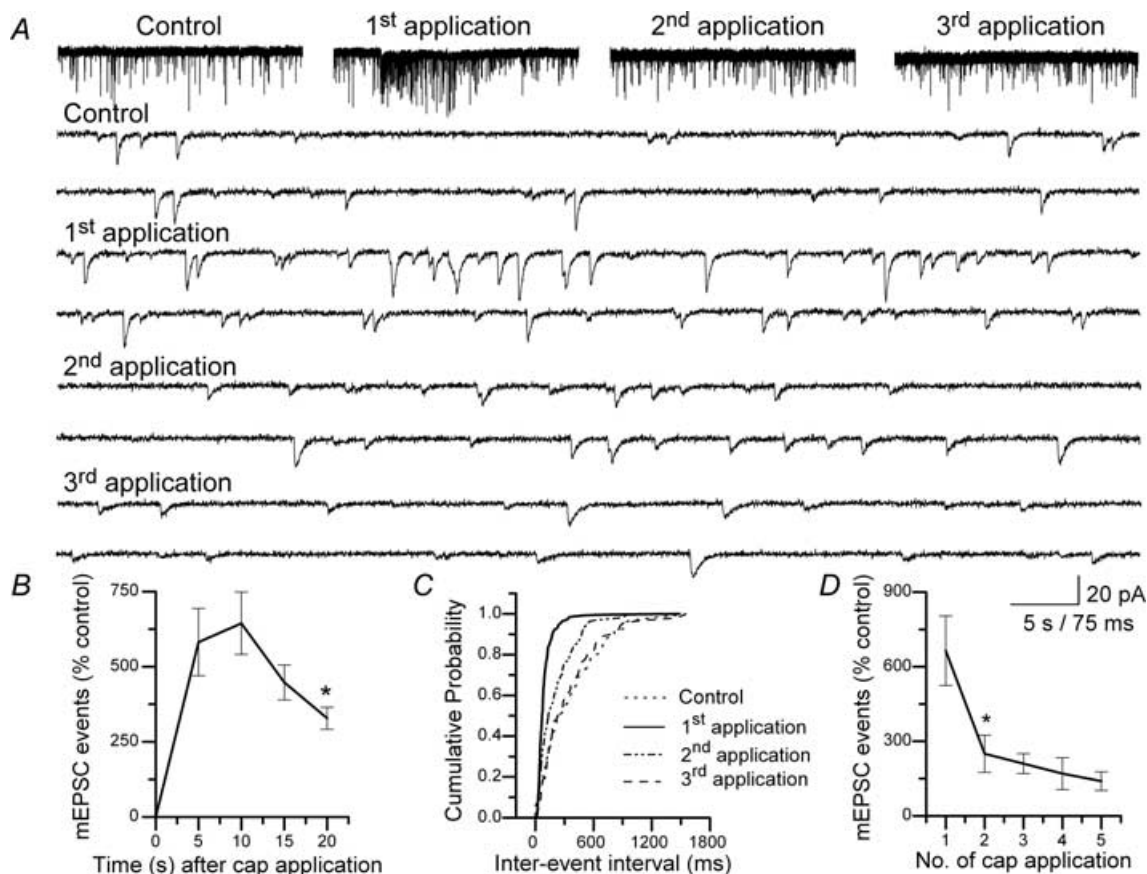 A
Control
1st application
2nd application
3rd application
Control
1st application
2nd application
3rd application
B
mEPSC events (% control)
750
500
250
0
0 5 10 15 20
*
Time (s) after cap application
C
Cumulative Probability
1.0
0.8
0.6
0.4
0.2
0.0
0 600 1200 1800
Inter-event interval (ms)
Control
1st application
2nd application
3rd application
D
20 pA
5 s / 75 ms
mEPSC events (% control)
900
600
300
0
*
1 2 3 4 5
No. of cap application